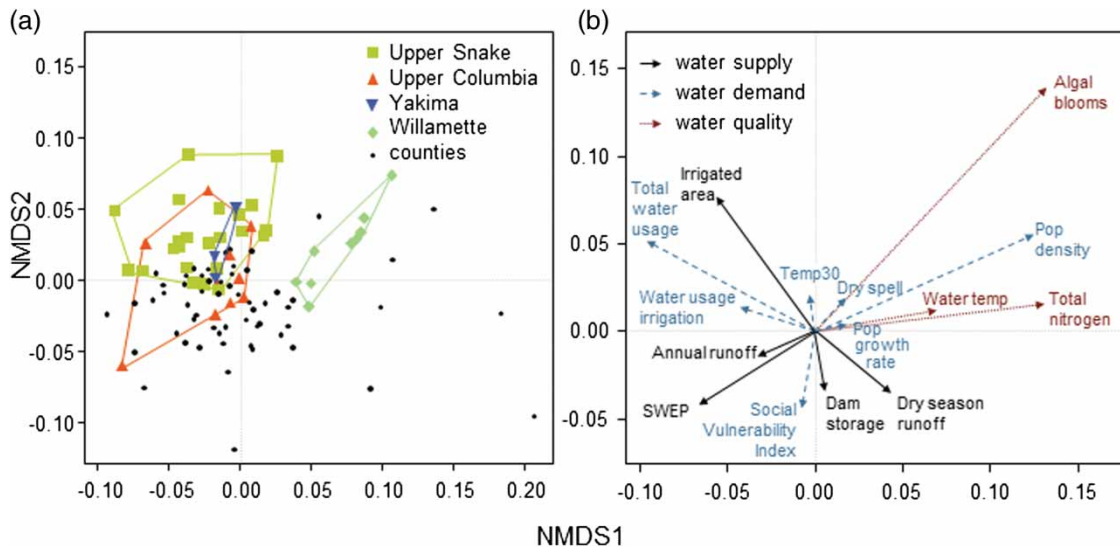 (a)
Upper Snake
Upper Columbia
Yakima
Willamette
counties
0.15
0.10
0.05
0.00
-0.05
-0.10
NMDS2
-0.10
-0.05
0.00
0.05
0.10
0.15
0.20
(b)
water supply
water demand
water quality
Algal
blooms
Irrigated
area
Total
water
usage
Pop
density
Temp30
Dry spell
Water usage
irrigation
Water temp
Total
nitrogen
Pop
growth
rate
Annual runoff
SWEP
Social
Vulnerability
Index
Dam
storage
Dry season
runoff
0.15
0.10
0.05
0.00
-0.05
-0.10
-0.05
0.00
0.05
0.10
0.15
NMDS1